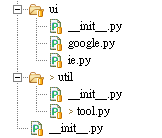 ui
__init__.py
google.py
ie.py
> util
__init__.py
> tool.py
__init__.py